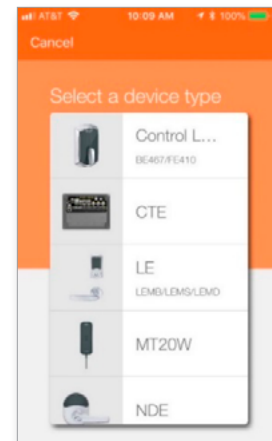 AT&T 10:09 AM 100%
Cancel
Select a device type
Control L...
BE467/FE410
CTE
LE
LEMB/LEMS/LEMD
MT20W
NDE